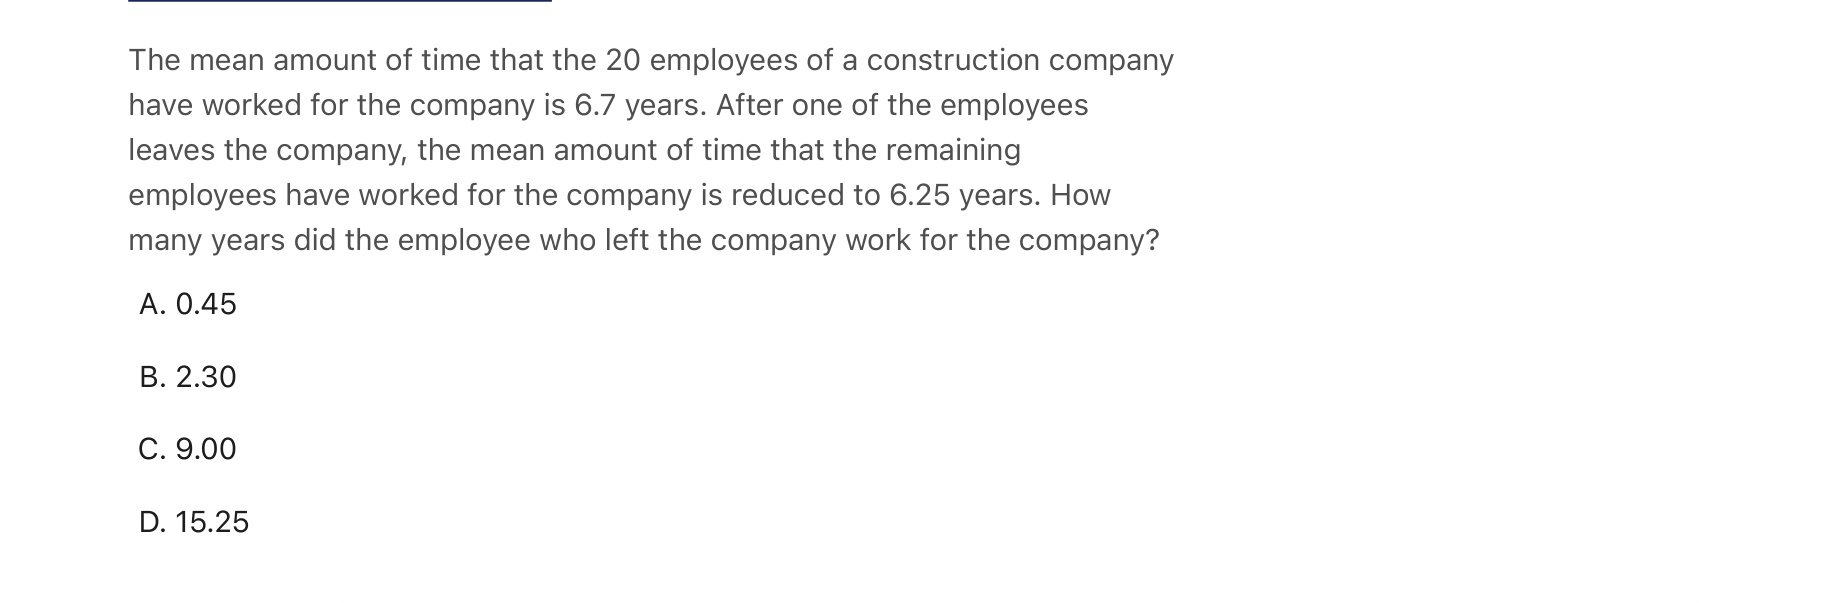 The mean amount of time that the 20 employees of a construction company
have worked for the company is 6.7 years. After one of the employees
leaves the company, the mean amount of time that the remaining
employees have worked for the company is reduced to 6.25 years. How
many years did the employee who left the company work for the company?
A. 0.45
B. 2.30
C. 9.00
D. 15.25